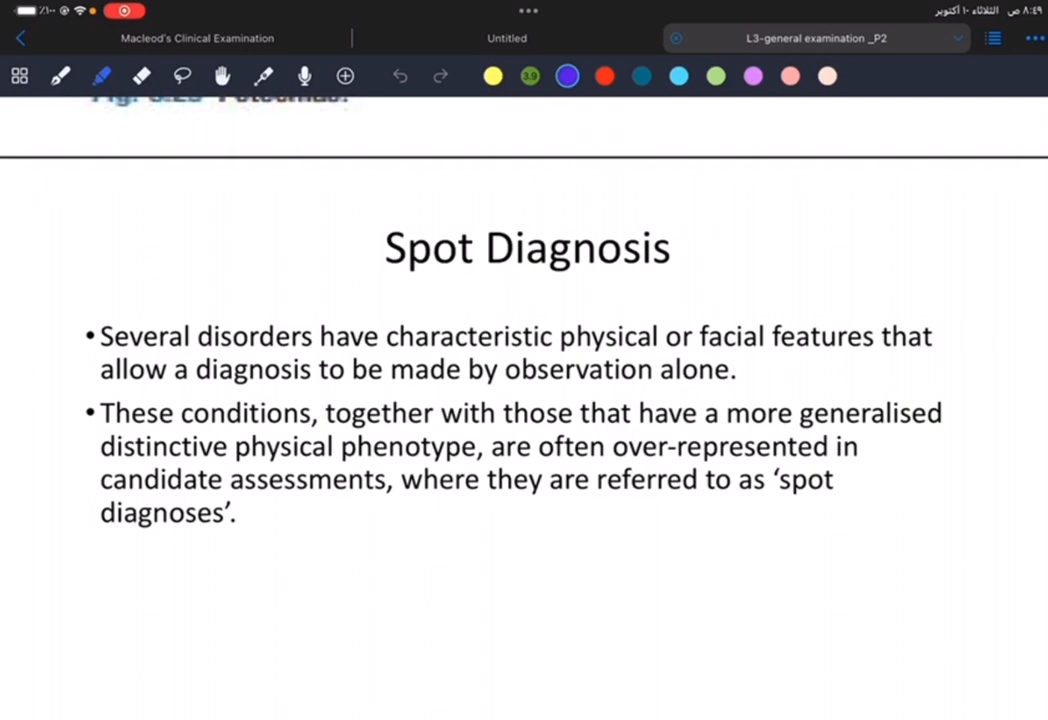 ٨:٤٩ ص الثلاثاء ١٠ أكتوبر
٪١٠٠
Macleod's Clinical Examination
Untitled
L3-general examination _P2
3.9
Spot Diagnosis
• Several disorders have characteristic physical or facial features that
allow a diagnosis to be made by observation alone.
• These conditions, together with those that have a more generalised
distinctive physical phenotype, are often over-represented in
candidate assessments, where they are referred to as ‘spot
diagnoses’.